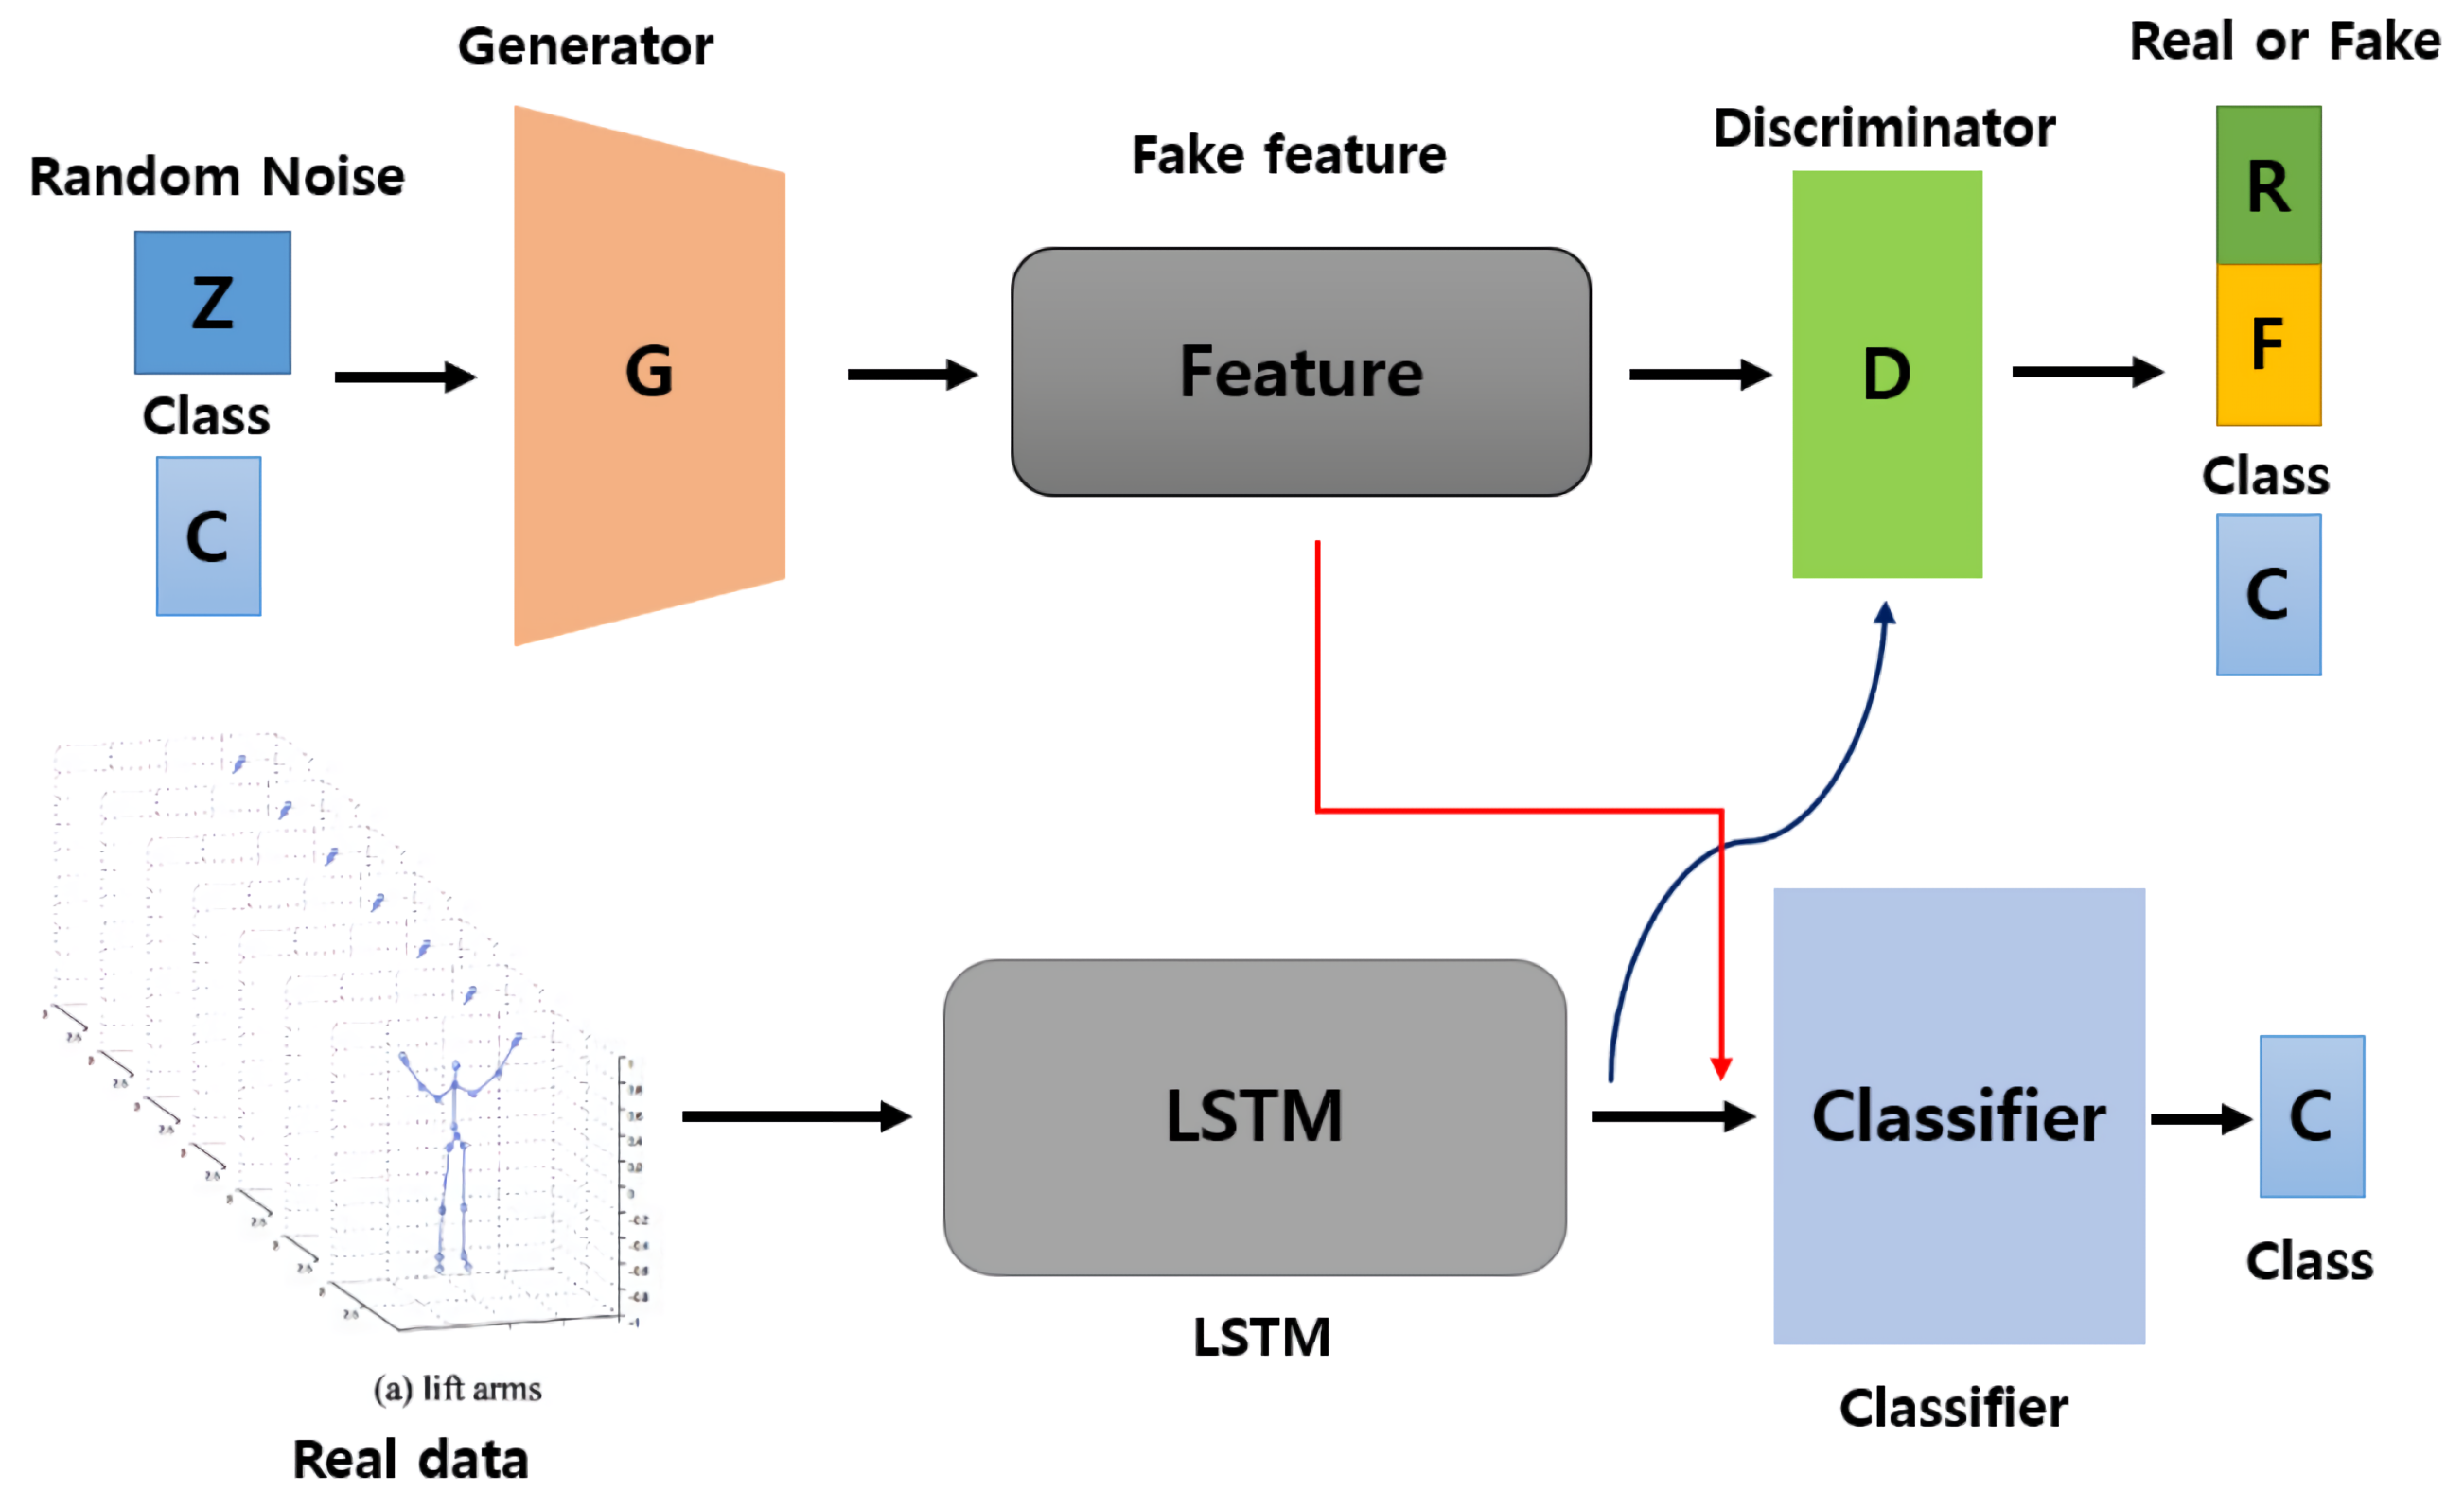 Generator
Real or Fake
Random Noise
Fake feature
Discriminator
Z
G
Feature
D
R
F
Class
C
Class
C
LSTM
Classifier
C
LSTM
Class
(a) lift arms
Classifier
Real data